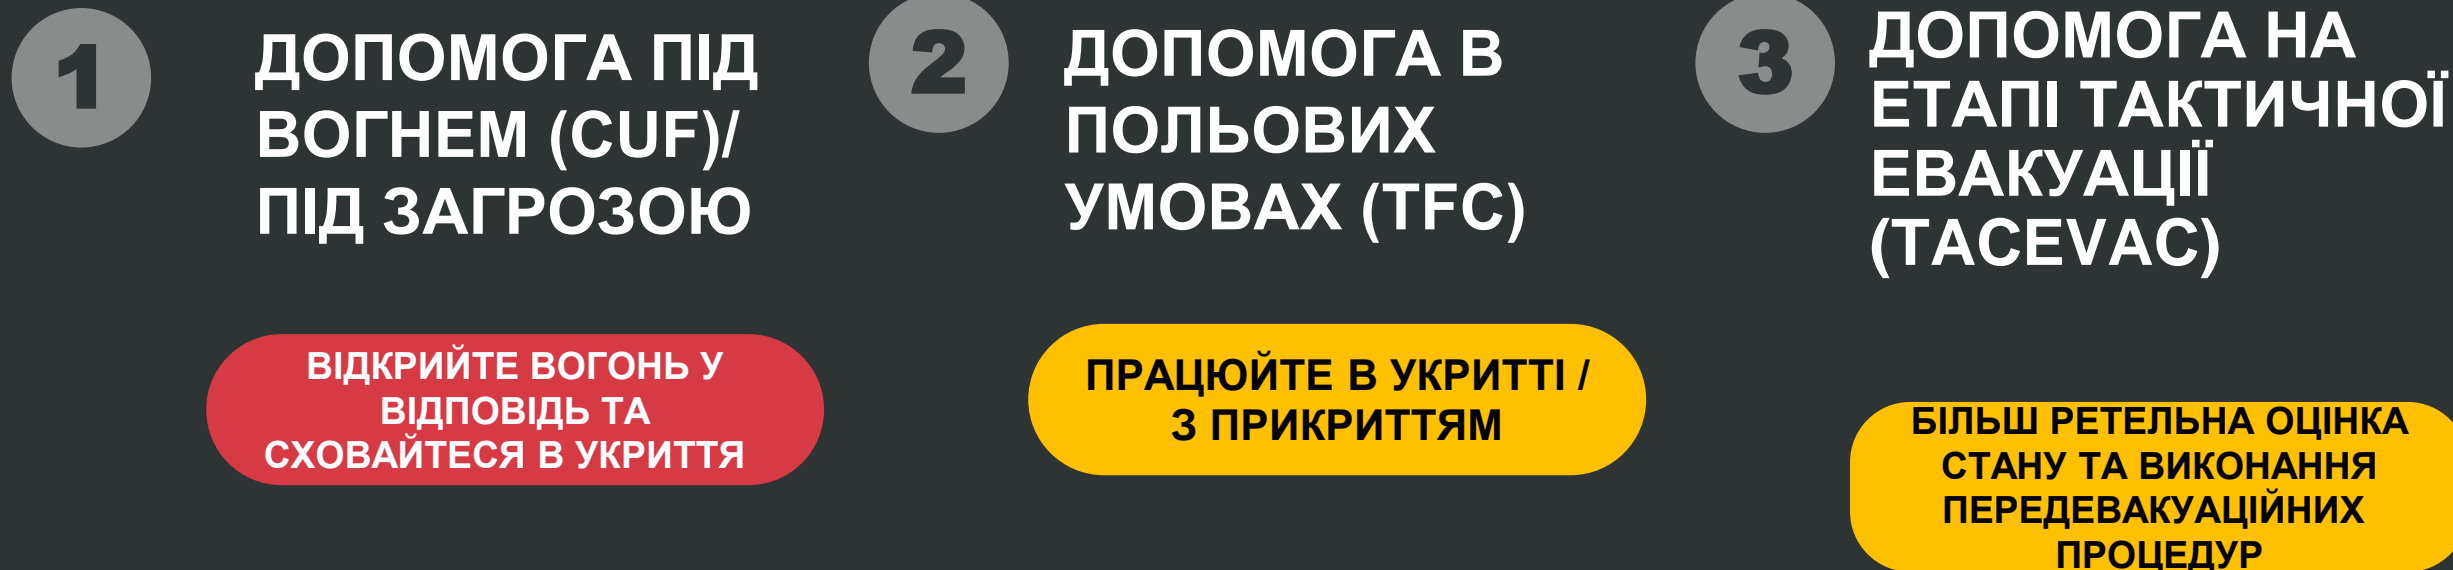 1
ДОПОМОГА ПІД
ВОГНЕМ (CUF)/
ПІД ЗАГРОЗОЮ
ВІДКРИЙТЕ ВОГОНЬ У
ВІДПОВІДЬ ТА
СХОВАЙТЕСЯ В УКРИТТЯ
2
ДОПОМОГА В
ПОЛЬОВИХ
УМОВАХ (TFC)
ПРАЦЮЙТЕ В УКРИТТІ /
З ПРИКРИТТЯМ
3
ДОПОМОГА НА
ЕТАПІ ТАКТИЧНОЇ
ЕВАКУАЦІЇ
(TACEVAC)
БІЛЬШ РЕТЕЛЬНА ОЦІНКА
СТАНУ ТА ВИКОНАННЯ
ПЕРЕДЕВАКУАЦІЙНИХ
ПРОЦЕДУР